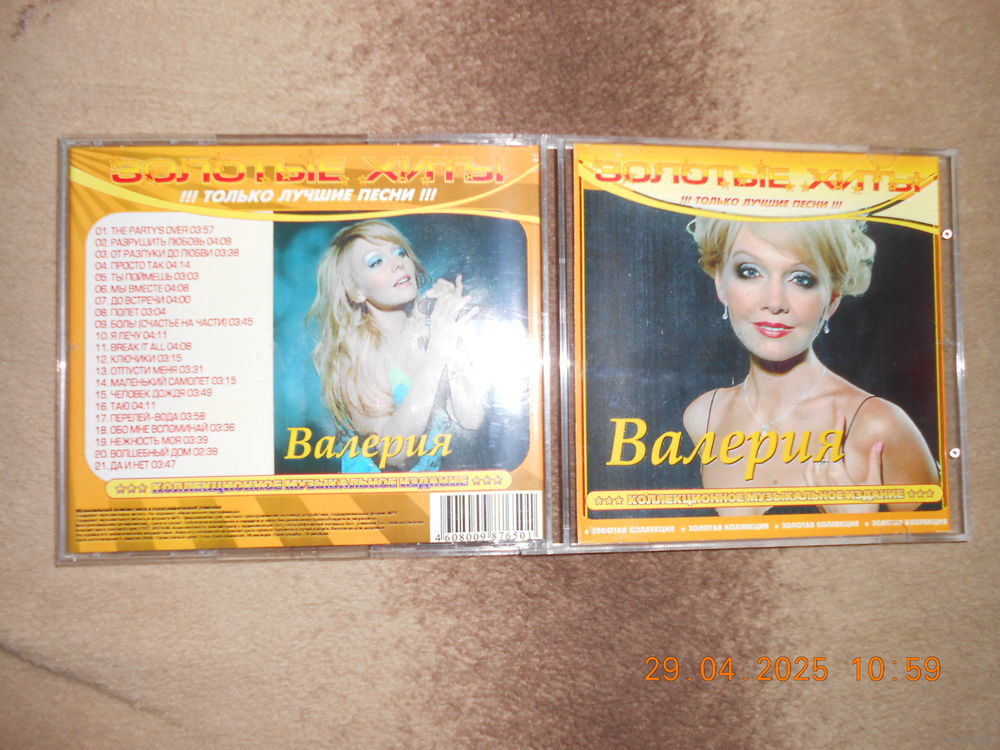 ЗОЛОТЫЕ ХИТЫ
!!! ТОЛЬКО ЛУЧШИЕ ПЕСНИ !!!
01. THE PARTY'S OVER 03:57
02. РАЗРУШИТЬ ЛЮБОВЬ 04:09
03. ОТ РАЗЛУКИ ДО ЛЮБВИ 03:38
04. ПРОСТО ТАК 04:14
05. ТЫ ПОЙМЕШЬ 03:03
06. МЫ ВМЕСТЕ 04:08
07. ДО ВСТРЕЧИ 04:00
08. ПОЛЕТ 03:04
09. БОЛЬ! (СЧАСТЬЕ НА ЧАСТИ) 03:45
10. Я ЛЕЧУ 04:11
11. BREAK IT ALL 04:08
12. КЛЮЧИКИ 03:15
13. ОТПУСТИ МЕНЯ 03:31
14. МАЛЕНЬКИЙ САМОЛЕТ 03:15
15. ЧЕЛОВЕК ДОЖДЯ 03:49
16. ТАЮ 04:11
17. ПЕРЕЛЕЙ-ВОДА 03:58
18. ОБО МНЕ ВСПОМИНАЙ 03:36
19. НЕЖНОСТЬ МОЯ 03:39
20. ВОЛШЕБНЫЙ ДОМ 02:38
21. ДА И НЕТ 03:47
Валерия
КОЛЛЕКЦИОННОЕ МУЗЫКАЛЬНОЕ ИЗДАНИЕ
4 608009 876501
ЗОЛОТЫЕ ХИТЫ
!!! ТОЛЬКО ЛУЧШИЕ ПЕСНИ !!!
Валерия
КОЛЛЕКЦИОННОЕ МУЗЫКАЛЬНОЕ ИЗДАНИЕ
ЗОЛОТАЯ КОЛЛЕКЦИЯ ЗОЛОТАЯ КОЛЛЕКЦИЯ ЗОЛОТАЯ КОЛЛЕКЦИЯ ЗОЛОТАЯ КОЛЛЕКЦИЯ
29.04.2025 10:59